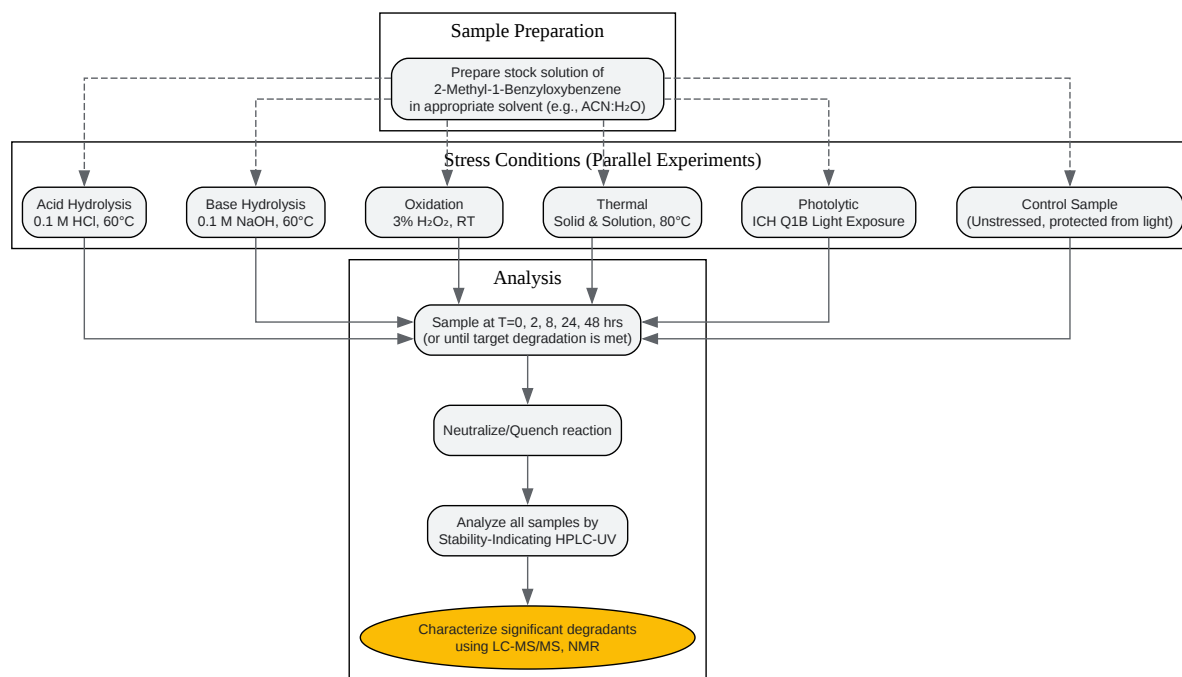 Sample Preparation
Prepare stock solution of
2-Methyl-1-Benzyloxybenzene
in appropriate solvent (e.g., ACN:H₂O)
Stress Conditions (Parallel Experiments)
Acid Hydrolysis
0.1 M HCl, 60°C
Base Hydrolysis
0.1 M NaOH, 60°C
Oxidation
3% H₂O₂, RT
Thermal
Solid & Solution, 80°C
Photolytic
ICH Q1B Light Exposure
Control Sample
(Unstressed, protected from light)
Analysis
Sample at T=0, 2, 8, 24, 48 hrs
(or until target degradation is met)
Neutralize/Quench reaction
Analyze all samples by
Stability-Indicating HPLC-UV
Characterize significant degradants
using LC-MS/MS, NMR